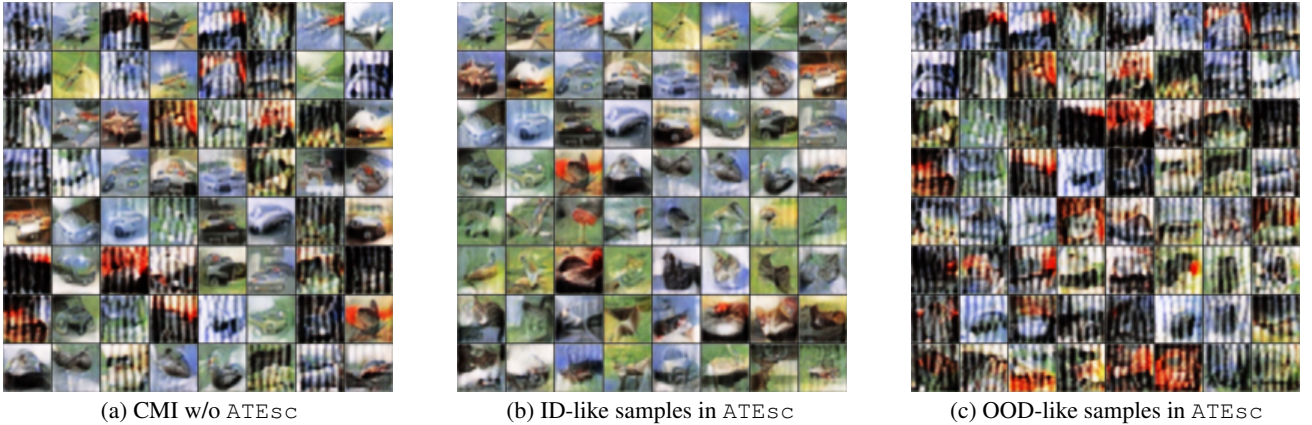 (a) CMI w/o ATEsc
(b) ID-like samples in ATEsc
(c) OOD-like samples in ATEsc